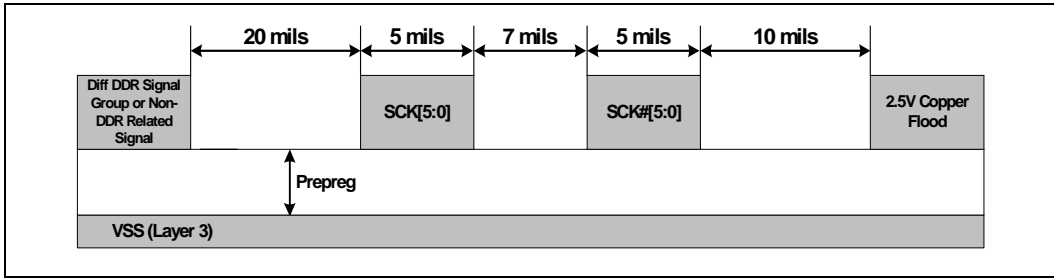 20 mils
5 mils
7 mils
5 mils
10 mils
Diff DDR Signal
Group or Non-
DDR Related
Signal
SCK[5:0]
SCK#[5:0]
2.5V Copper
Flood
Prepreg
VSS (Layer 3)